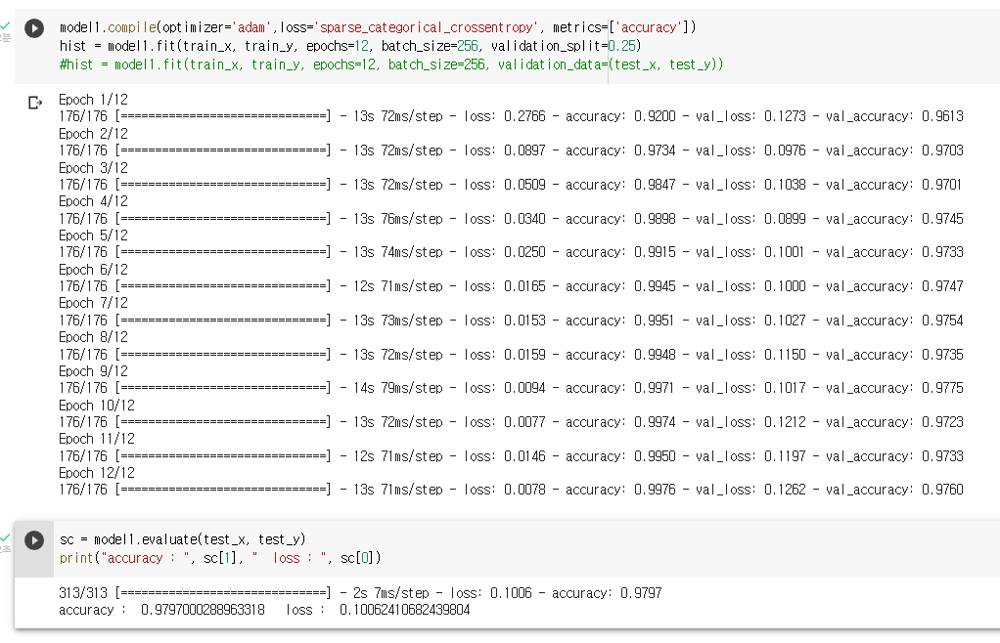 model1.compile(optimizer='adam',loss='sparse_categorical_crossentropy', metrics=['accuracy'])
hist = model1.fit(train_x, train_y, epochs=12, batch_size=256, validation_split=0.25)
#hist = model1.fit(train_x, train_y, epochs=12, batch_size=256, validation_data=(test_x, test_y))
Epoch 1/12
176/176 [==============================] - 13s 72ms/step - loss: 0.2766 - accuracy: 0.9200 - val_loss: 0.1273 - val_accuracy: 0.9613
Epoch 2/12
176/176 [==============================] - 13s 72ms/step - loss: 0.0897 - accuracy: 0.9734 - val_loss: 0.0976 - val_accuracy: 0.9703
Epoch 3/12
176/176 [==============================] - 13s 72ms/step - loss: 0.0509 - accuracy: 0.9847 - val_loss: 0.1038 - val_accuracy: 0.9701
Epoch 4/12
176/176 [==============================] - 13s 76ms/step - loss: 0.0340 - accuracy: 0.9898 - val_loss: 0.0899 - val_accuracy: 0.9745
Epoch 5/12
176/176 [==============================] - 13s 74ms/step - loss: 0.0250 - accuracy: 0.9915 - val_loss: 0.1001 - val_accuracy: 0.9733
Epoch 6/12
176/176 [==============================] - 12s 71ms/step - loss: 0.0165 - accuracy: 0.9945 - val_loss: 0.1000 - val_accuracy: 0.9747
Epoch 7/12
176/176 [==============================] - 13s 73ms/step - loss: 0.0153 - accuracy: 0.9951 - val_loss: 0.1027 - val_accuracy: 0.9754
Epoch 8/12
176/176 [==============================] - 13s 72ms/step - loss: 0.0159 - accuracy: 0.9948 - val_loss: 0.1150 - val_accuracy: 0.9735
Epoch 9/12
176/176 [==============================] - 14s 79ms/step - loss: 0.0094 - accuracy: 0.9971 - val_loss: 0.1017 - val_accuracy: 0.9775
Epoch 10/12
176/176 [==============================] - 13s 72ms/step - loss: 0.0077 - accuracy: 0.9974 - val_loss: 0.1212 - val_accuracy: 0.9723
Epoch 11/12
176/176 [==============================] - 12s 71ms/step - loss: 0.0146 - accuracy: 0.9950 - val_loss: 0.1197 - val_accuracy: 0.9733
Epoch 12/12
176/176 [==============================] - 13s 71ms/step - loss: 0.0078 - accuracy: 0.9976 - val_loss: 0.1262 - val_accuracy: 0.9760
sc = model1.evaluate(test_x, test_y)
print("accuracy : ", sc[1], "  loss : ", sc[0])
313/313 [==============================] - 2s 7ms/step - loss: 0.1006 - accuracy: 0.9797
accuracy :  0.9797000288963318   loss :  0.10062410682439804